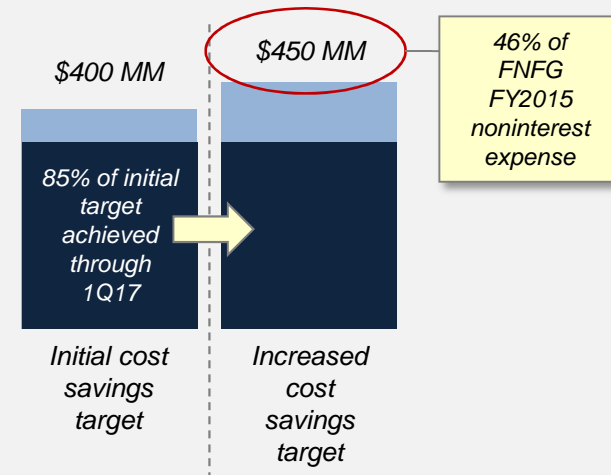 $400 MM
85% of initial
target
achieved
through
1Q17
Initial cost
savings
target
$450 MM
46% of
FNFG
FY2015
noninterest
expense
Increased
cost
savings
target